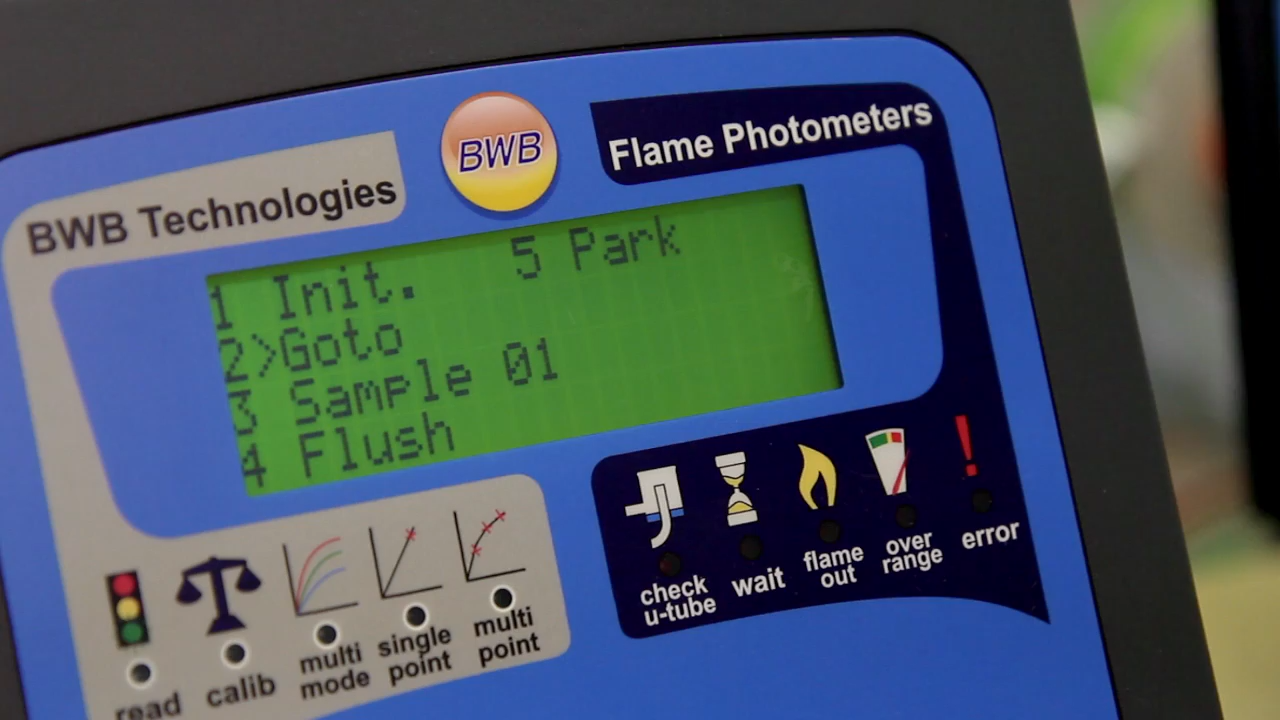 BWB Technologies
BWB
Flame Photometers
1 Init. 5 Park
2>Goto
3 Sample 01
4 Flush
read
calib
multi
mode
single
point
multi
point
check
u-tube
wait
flame
out
over
range
error